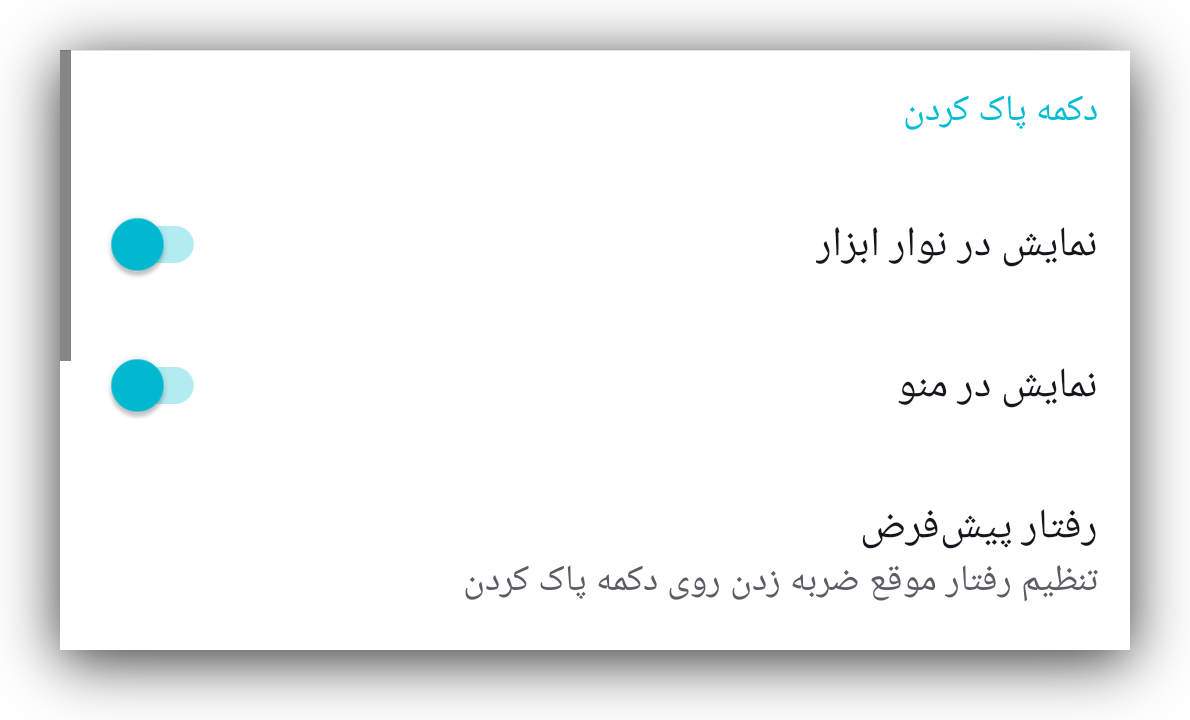 دکمه پاک کردن
نمایش در نوار ابزار
نمایش در منو
رفتار پیش‌فرض
تنظیم رفتار موقع ضربه زدن روی دکمه پاک کردن